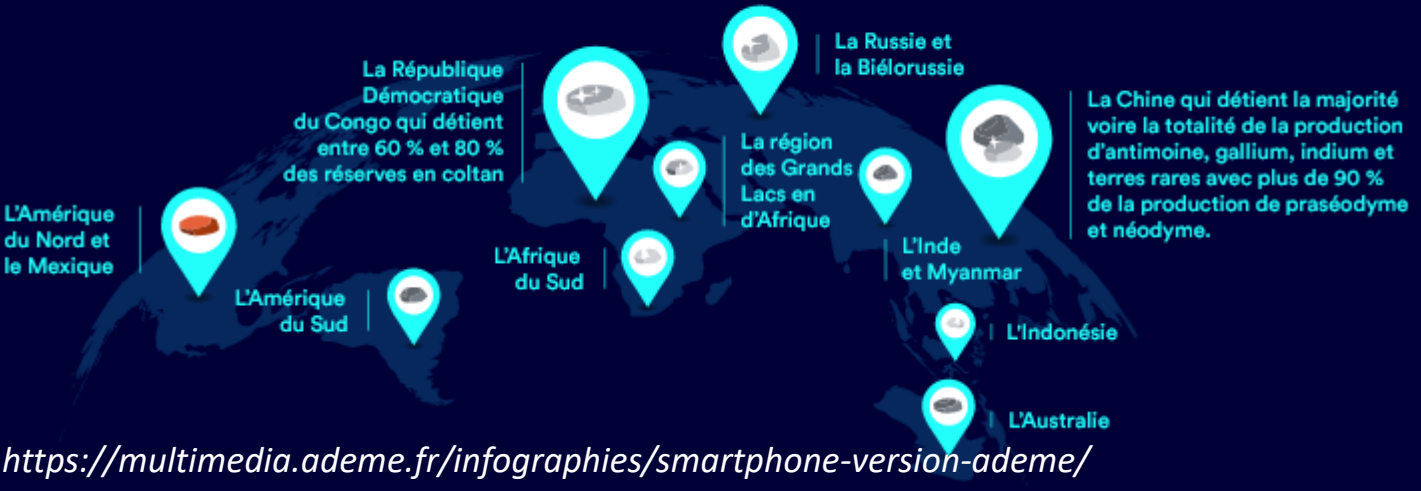 La Russie et
la Biélorussie
La République
Démocratique
du Congo qui détient
entre 60 % et 80 %
des réserves en coltan
La Chine qui détient la majorité
voire la totalité de la production
d'antimoine, gallium, indium et
terres rares avec plus de 90 %
de la production de praséodyme
et néodyme.
La région
des Grands
Lacs en
d'Afrique
L'Amérique
du Nord et
le Mexique
L'Afrique
du Sud
L'Inde
et Myanmar
L'Amérique
du Sud
L'Indonésie
L'Australie
https://multimedia.ademe.fr/infographies/smartphone-version-ademe/